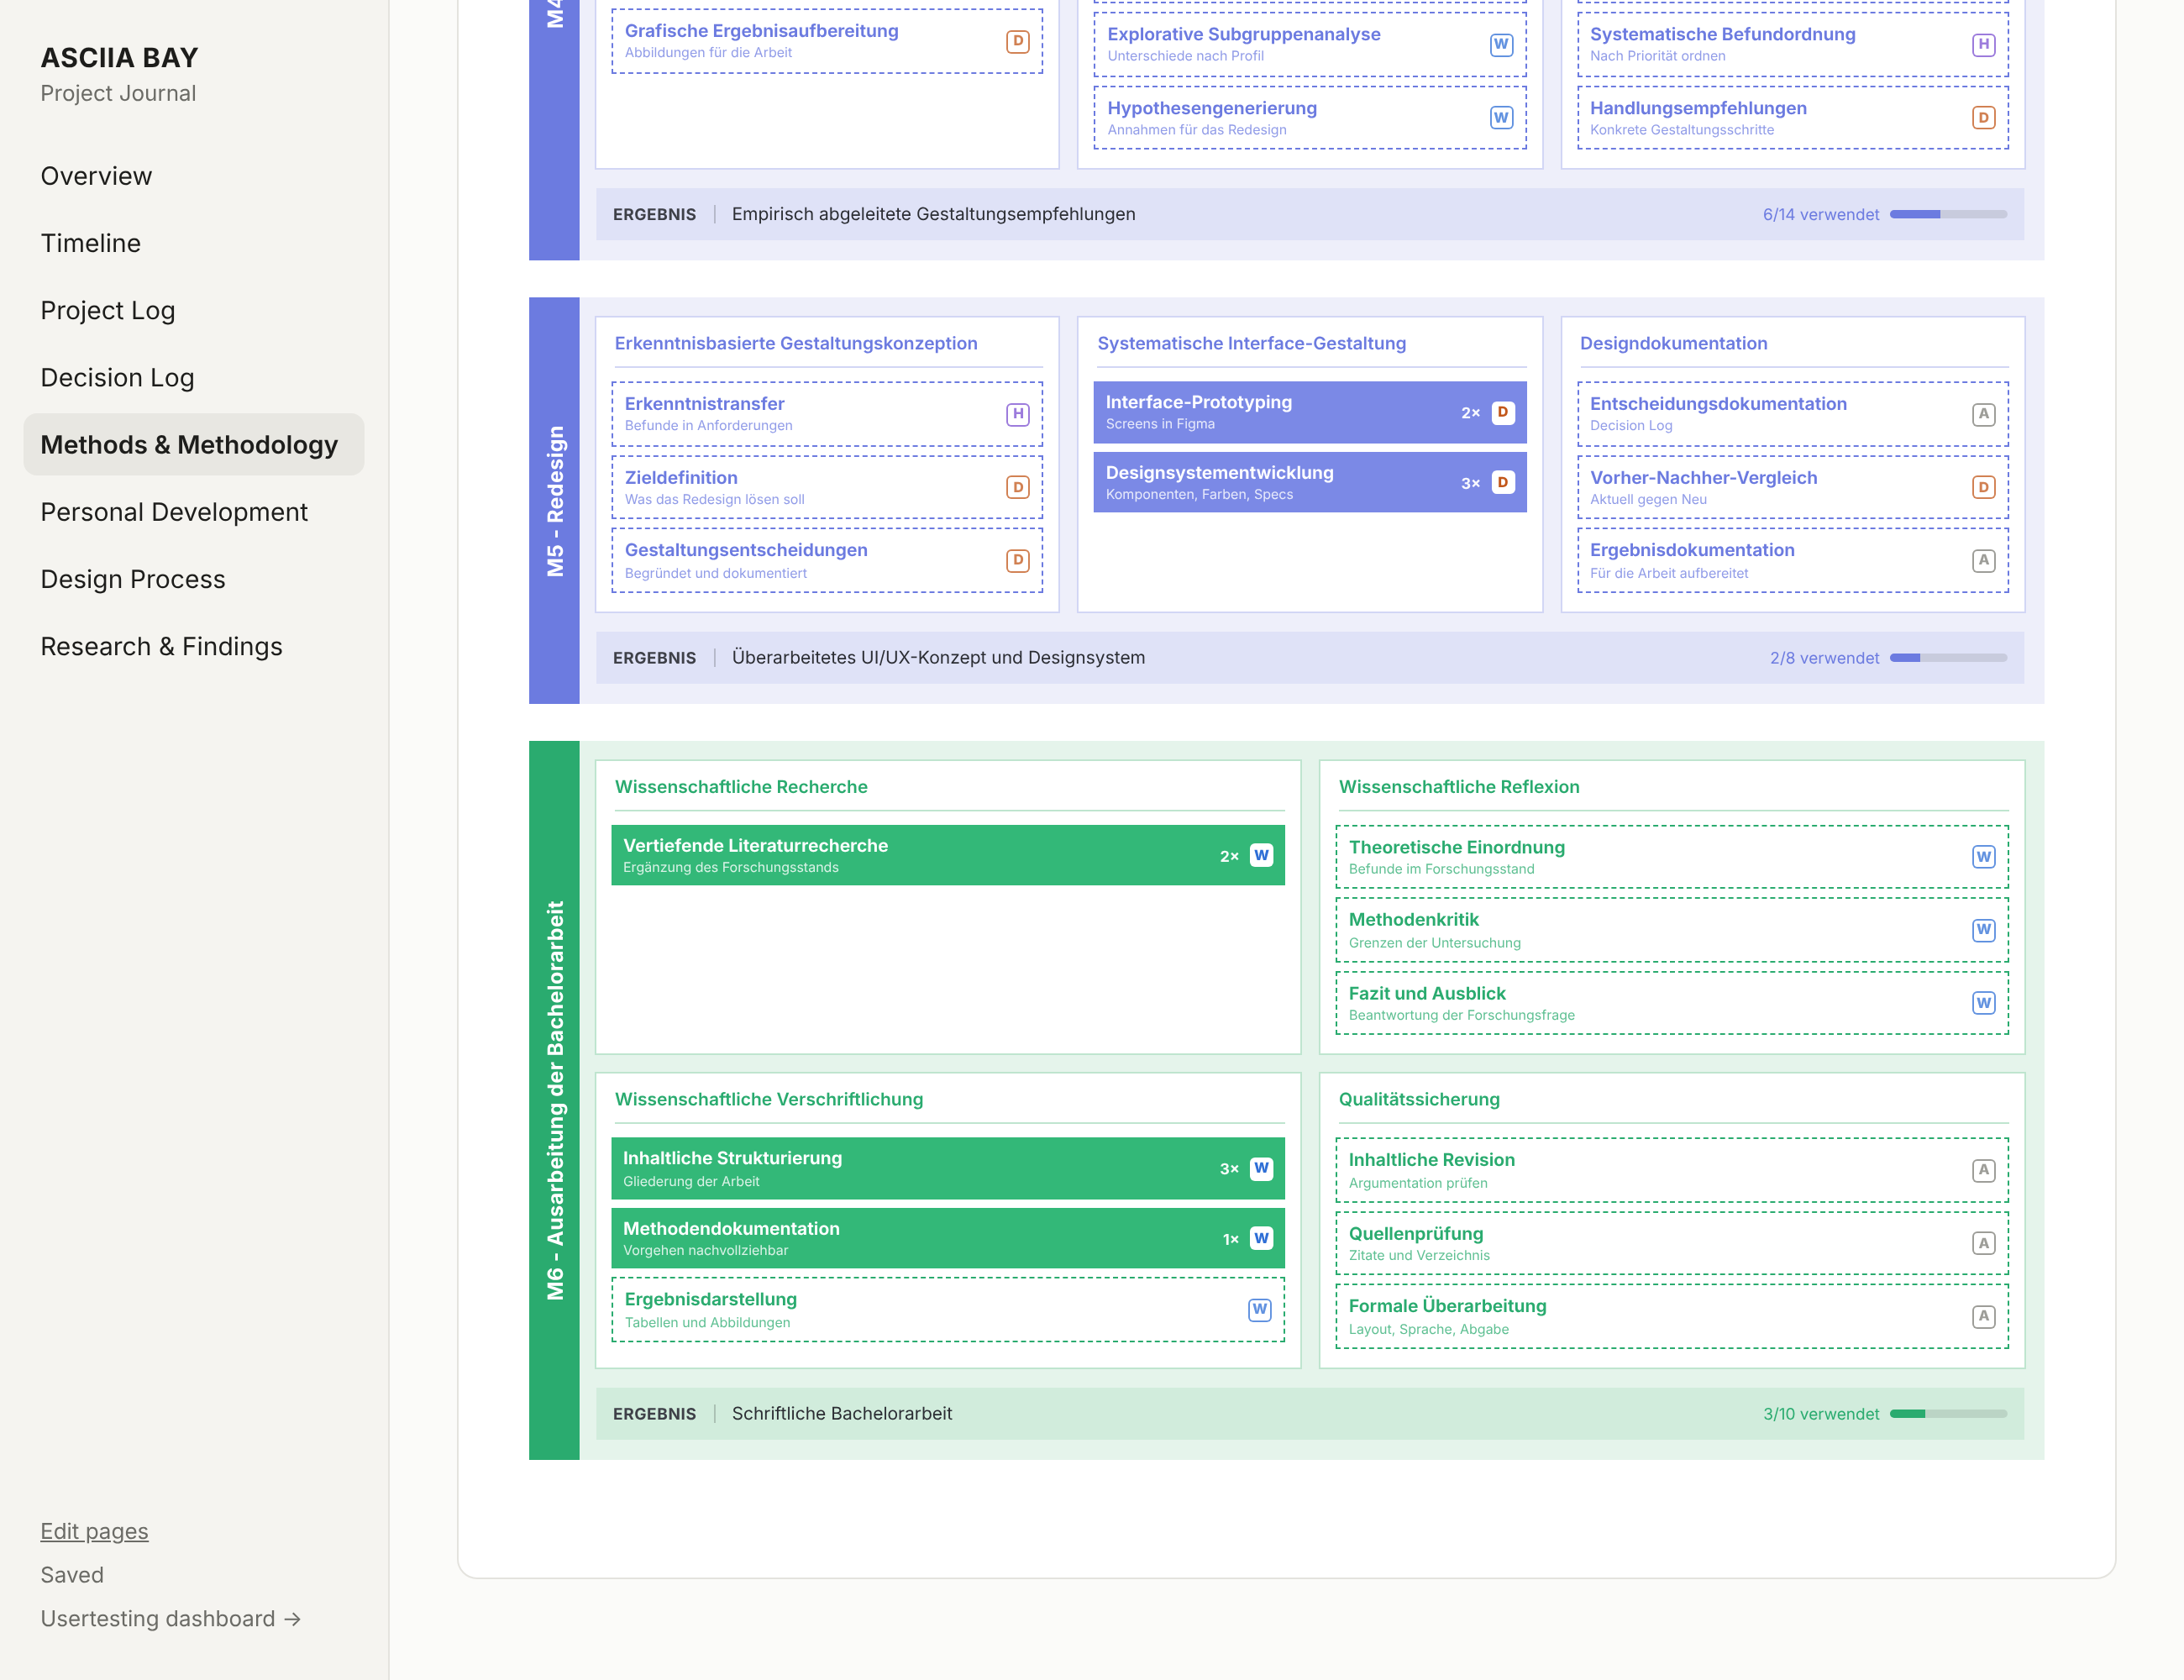 ASCIIA BAY
Project Journal
Overview
Timeline
Project Log
Decision Log
Methods & Methodology
Personal Development
Design Process
Research & Findings
Edit pages
Saved
Usertesting dashboard →
M4
Grafische Ergebnisaufbereitung
Abbildungen für die Arbeit
D
Explorative Subgruppenanalyse
Unterschiede nach Profil
W
Hypothesengenerierung
Annahmen für das Redesign
W
Systematische Befundordnung
Nach Priorität ordnen
H
Handlungsempfehlungen
Konkrete Gestaltungsschritte
D
ERGEBNIS | Empirisch abgeleitete Gestaltungsempfehlungen
6/14 verwendet
M5 - Redesign
Erkenntnisbasierte Gestaltungskonzeption
Erkenntnistransfer
Befunde in Anforderungen
H
Zieldefinition
Was das Redesign lösen soll
D
Gestaltungsentscheidungen
Begründet und dokumentiert
D
Systematische Interface-Gestaltung
Interface-Prototyping
Screens in Figma
2× D
Designsystementwicklung
Komponenten, Farben, Specs
3× D
Designdokumentation
Entscheidungsdokumentation
Decision Log
A
Vorher-Nachher-Vergleich
Aktuell gegen Neu
D
Ergebnisdokumentation
Für die Arbeit aufbereitet
A
ERGEBNIS | Überarbeitetes UI/UX-Konzept und Designsystem
2/8 verwendet
M6 - Ausarbeitung der Bachelorarbeit
Wissenschaftliche Recherche
Vertiefende Literaturrecherche
Ergänzung des Forschungsstands
2× W
Wissenschaftliche Reflexion
Theoretische Einordnung
Befunde im Forschungsstand
W
Methodenkritik
Grenzen der Untersuchung
W
Fazit und Ausblick
Beantwortung der Forschungsfrage
W
Wissenschaftliche Verschriftlichung
Inhaltliche Strukturierung
Gliederung der Arbeit
3× W
Methodendokumentation
Vorgehen nachvollziehbar
1× W
Ergebnisdarstellung
Tabellen und Abbildungen
W
Qualitätssicherung
Inhaltliche Revision
Argumentation prüfen
A
Quellenprüfung
Zitate und Verzeichnis
A
Formale Überarbeitung
Layout, Sprache, Abgabe
A
ERGEBNIS | Schriftliche Bachelorarbeit
3/10 verwendet